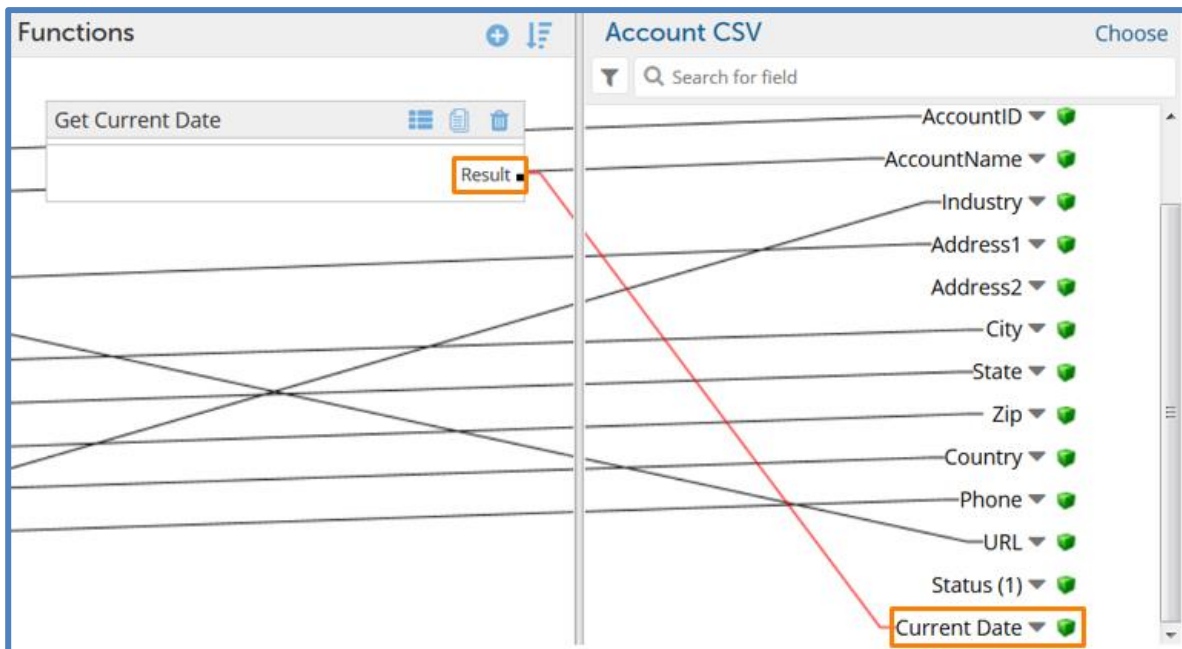 Functions
Get Current Date
Result
Account CSV
Choose
Search for field
AccountID
AccountName
Industry
Address1
Address2
City
State
Zip
Country
Phone
URL
Status (1)
Current Date